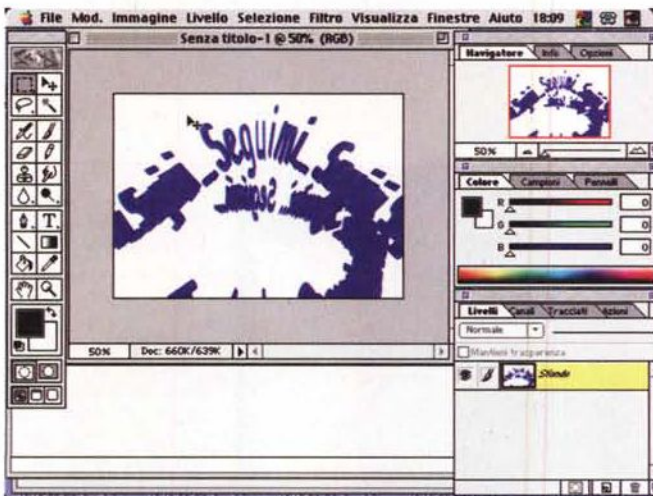 File Mod. Immagine Livello Selezione Filtro Visualizza Finestre Aiuto 18:09
Senza titolo-1 @ 50% (RGB)
Navigatore Info Opzioni
Seguimi
50%
Colore Campioni Pennelli
R 0
G 0
B 0
Livelli Canali Tracciati Azioni
Normale
Mantieni trasparenza
Sfondo
50% Doc: 660K/639K